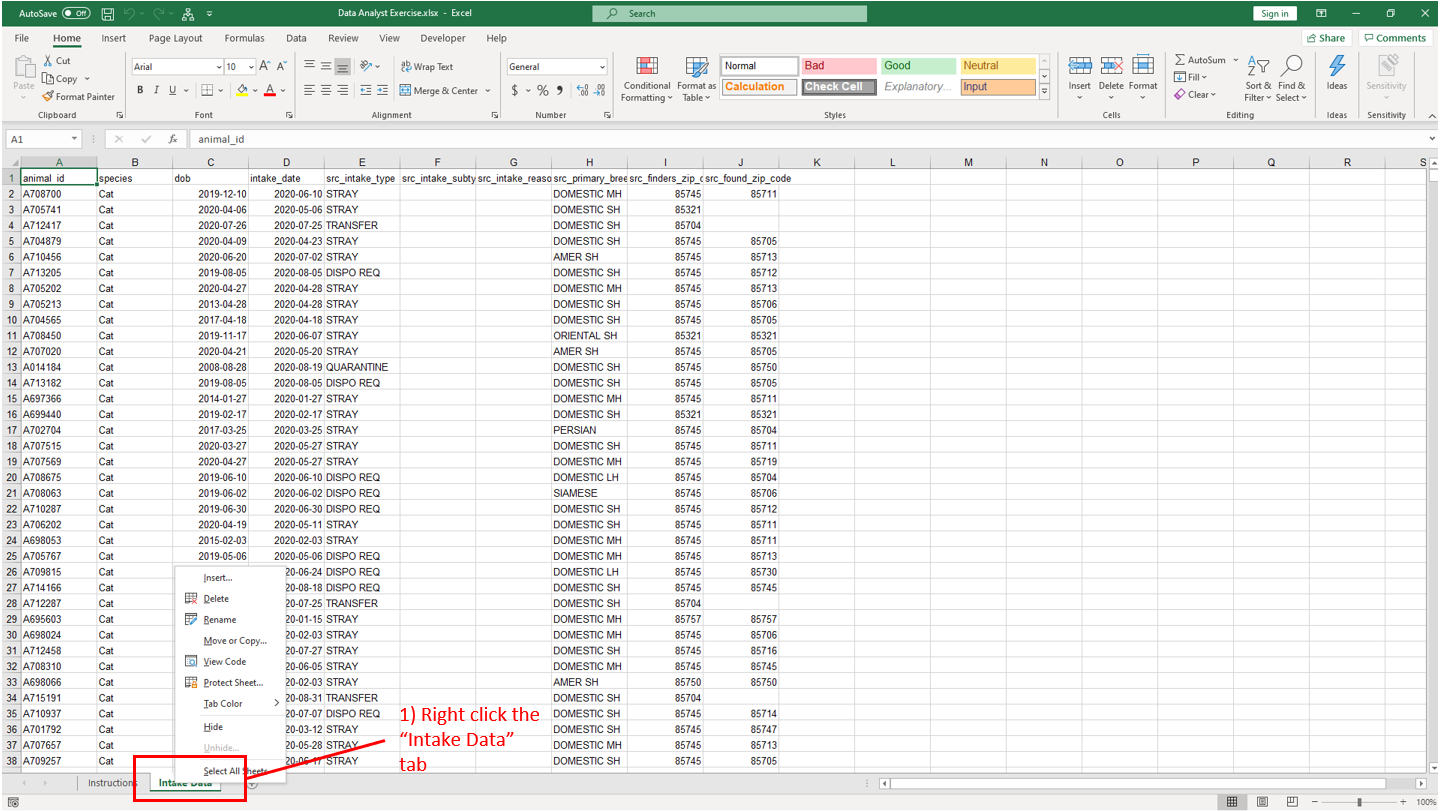 AutoSave Off Data Analyst Exercise.xlsx - Excel Search Sign in
File Home Insert Page Layout Formulas Data Review View Developer Help Share Comments
Paste Cut Copy Format Painter
Arial 10 A^ A˅ B I U A
Wrap Text Merge & Center
General $ % 9
Conditional Formatting Format as Table
Normal Bad Good Neutral
Calculation Check Cell Explanatory... Input
Insert Delete Format
AutoSum Fill Clear Sort & Filter Find & Select
Ideas Sensitivity
Clipboard Font Alignment Number Styles Cells Editing Ideas Sensitivity
A1 fx animal_id
A B C D E F G H I J K L M N O P Q R S
1 animal_id species dob intake_date src_intake_type src_intake_subty src_intake_reaso src_primary_bree src_finders_zip_c src_found_zip_code
2 A708700 Cat 2019-12-10 2020-06-10 STRAY DOMESTIC MH 85745 85711
3 A705741 Cat 2020-04-06 2020-05-06 STRAY DOMESTIC SH 85321
4 A712417 Cat 2020-07-26 2020-07-25 TRANSFER DOMESTIC SH 85704
5 A704879 Cat 2020-04-09 2020-04-23 STRAY DOMESTIC SH 85745 85705
6 A710456 Cat 2020-06-20 2020-07-02 STRAY AMER SH 85745 85713
7 A713205 Cat 2019-08-05 2020-08-05 DISPO REQ DOMESTIC SH 85745 85712
8 A705202 Cat 2020-04-27 2020-04-28 STRAY DOMESTIC MH 85745 85713
9 A705213 Cat 2013-04-28 2020-04-28 STRAY DOMESTIC SH 85745 85706
10 A704565 Cat 2017-04-18 2020-04-18 STRAY DOMESTIC SH 85745 85705
11 A708450 Cat 2019-11-17 2020-06-07 STRAY ORIENTAL SH 85321 85321
12 A707020 Cat 2020-04-21 2020-05-20 STRAY AMER SH 85745 85705
13 A014184 Cat 2008-08-28 2020-08-19 QUARANTINE DOMESTIC SH 85745 85750
14 A713182 Cat 2019-08-05 2020-08-05 DISPO REQ DOMESTIC SH 85745 85705
15 A697366 Cat 2014-01-27 2020-01-27 STRAY DOMESTIC MH 85745 85711
16 A699440 Cat 2019-02-17 2020-02-17 STRAY DOMESTIC SH 85321 85321
17 A702704 Cat 2017-03-25 2020-03-25 STRAY PERSIAN 85745 85704
18 A707515 Cat 2020-03-27 2020-05-27 STRAY DOMESTIC SH 85745 85711
19 A707569 Cat 2020-04-27 2020-05-27 STRAY DOMESTIC MH 85745 85719
20 A708675 Cat 2019-06-10 2020-06-10 DISPO REQ DOMESTIC LH 85745 85704
21 A708063 Cat 2019-06-02 2020-06-02 DISPO REQ SIAMESE 85745 85706
22 A710287 Cat 2019-06-30 2020-06-30 DISPO REQ DOMESTIC SH 85745 85712
23 A706202 Cat 2020-04-19 2020-05-11 STRAY DOMESTIC SH 85745 85711
24 A698053 Cat 2015-02-03 2020-02-03 STRAY DOMESTIC MH 85745 85711
25 A705767 Cat 2019-05-06 2020-05-06 DISPO REQ DOMESTIC MH 85745 85713
26 A709815 Cat 20-06-24 DISPO REQ DOMESTIC LH 85745 85730
27 A714166 Cat 20-08-18 DISPO REQ DOMESTIC SH 85745 85745
28 A712287 Cat 20-07-25 TRANSFER DOMESTIC SH 85704
29 A695603 Cat 20-01-15 STRAY DOMESTIC MH 85757 85757
30 A698024 Cat 20-02-03 STRAY DOMESTIC MH 85745 85706
31 A712458 Cat 20-07-27 STRAY DOMESTIC SH 85745 85716
32 A708310 Cat 20-06-05 STRAY DOMESTIC MH 85745 85745
33 A698066 Cat 20-02-03 STRAY AMER SH 85750 85750
34 A715191 Cat 20-08-31 TRANSFER DOMESTIC SH 85704
35 A710937 Cat 20-07-07 DISPO REQ DOMESTIC SH 85745 85714
36 A701792 Cat 20-03-12 STRAY DOMESTIC SH 85745 85747
37 A707657 Cat 20-05-28 STRAY DOMESTIC MH 85745 85713
38 A709257 Cat 20-06-17 STRAY DOMESTIC SH 85745 85705
Insert...
Delete
Rename
Move or Copy...
View Code
Protect Sheet...
Tab Color
Hide
Unhide...
Select All Sheets
1) Right click the
“Intake Data”
tab
Instructions Intake Data
100%